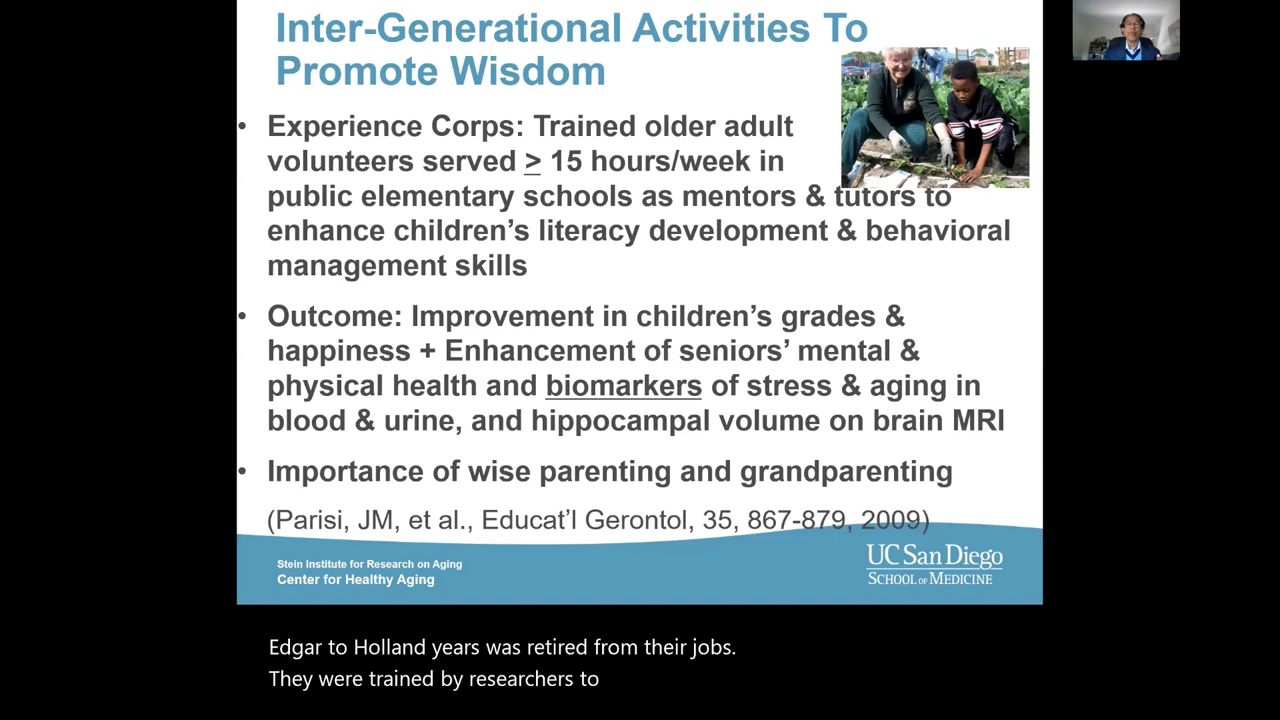 Inter-Generational Activities To
Promote Wisdom
• Experience Corps: Trained older adult
volunteers served > 15 hours/week in
public elementary schools as mentors & tutors to
enhance children’s literacy development & behavioral
management skills
• Outcome: Improvement in children’s grades &
happiness + Enhancement of seniors’ mental &
physical health and biomarkers of stress & aging in
blood & urine, and hippocampal volume on brain MRI
• Importance of wise parenting and grandparenting
(Parisi, JM, et al., Educat’l Gerontol, 35, 867-879, 2009)
Stein Institute for Research on Aging
Center for Healthy Aging
UC San Diego
SCHOOL OF MEDICINE
Edgar to Holland years was retired from their jobs.
They were trained by researchers to